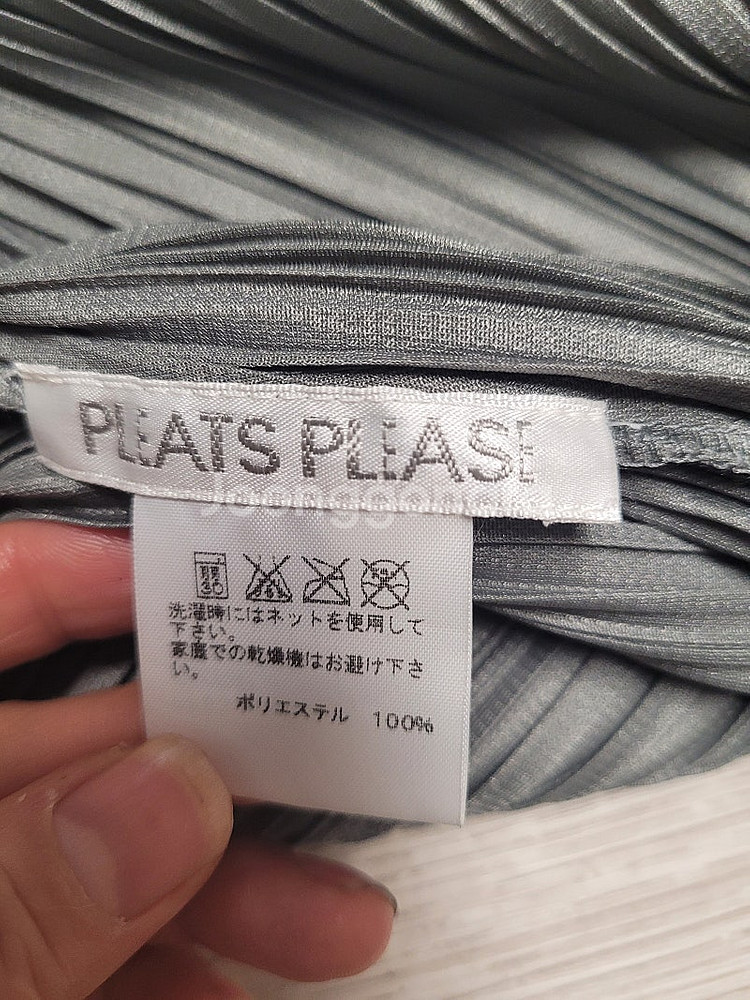 PLEATS PLEASE
洗濯時にはネットを使用して
下さい。
家庭での乾燥機はお避け下さ
い。
ポリエステル 100%